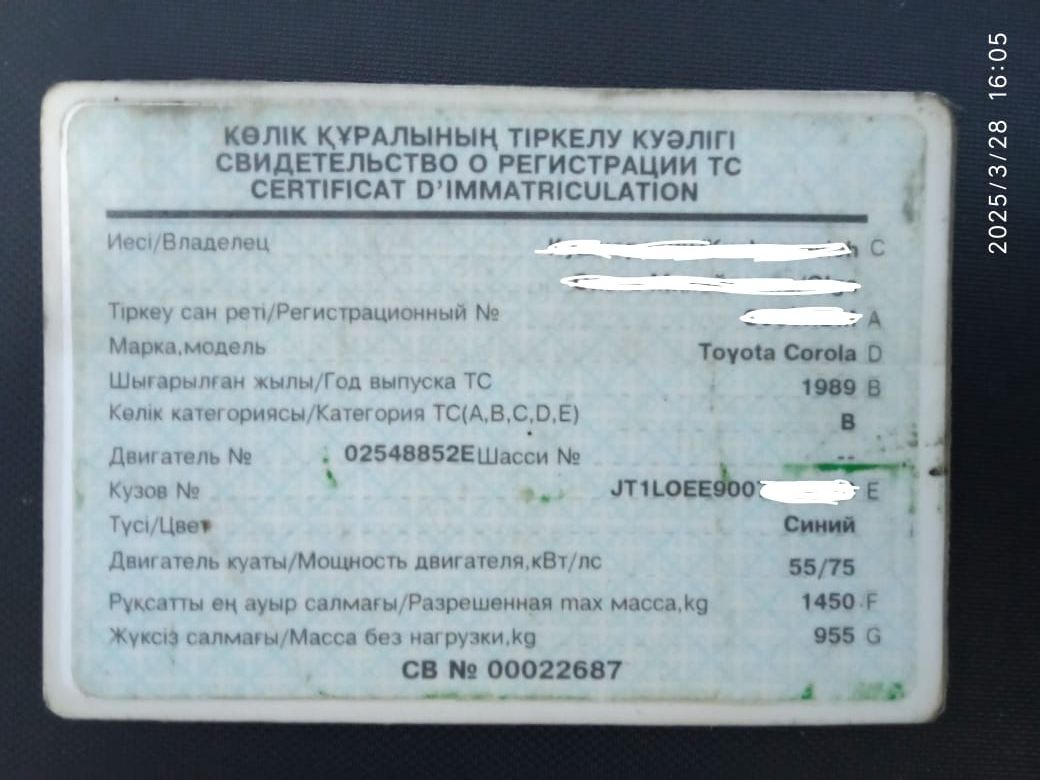 КӨЛІК ҚҰРАЛЫНЫҢ ТІРКЕЛУ КУӘЛІГІ
СВИДЕТЕЛЬСТВО О РЕГИСТРАЦИИ ТС
CERTIFICAT D'IMMATRICULATION
Иесі/Владелец C
Тіркеу сан реті/Регистрационный № A
Марка,модель Toyota Corola D
Шығарылған жылы/Год выпуска ТС 1989 B
Көлік категориясы/Категория ТС(A,B,C,D,E) B
Двигатель № 02548852E Шасси № --
Кузов № JT1LOEE900 E
Түсі/Цвет Синий
Двигатель куаты/Мощность двигателя,кВт/лс 55/75
Рұқсатты ең ауыр салмағы/Разрешенная max масса,kg 1450 F
Жүксіз салмағы/Масса без нагрузки,kg 955 G
СВ № 00022687
2025/3/28 16:05